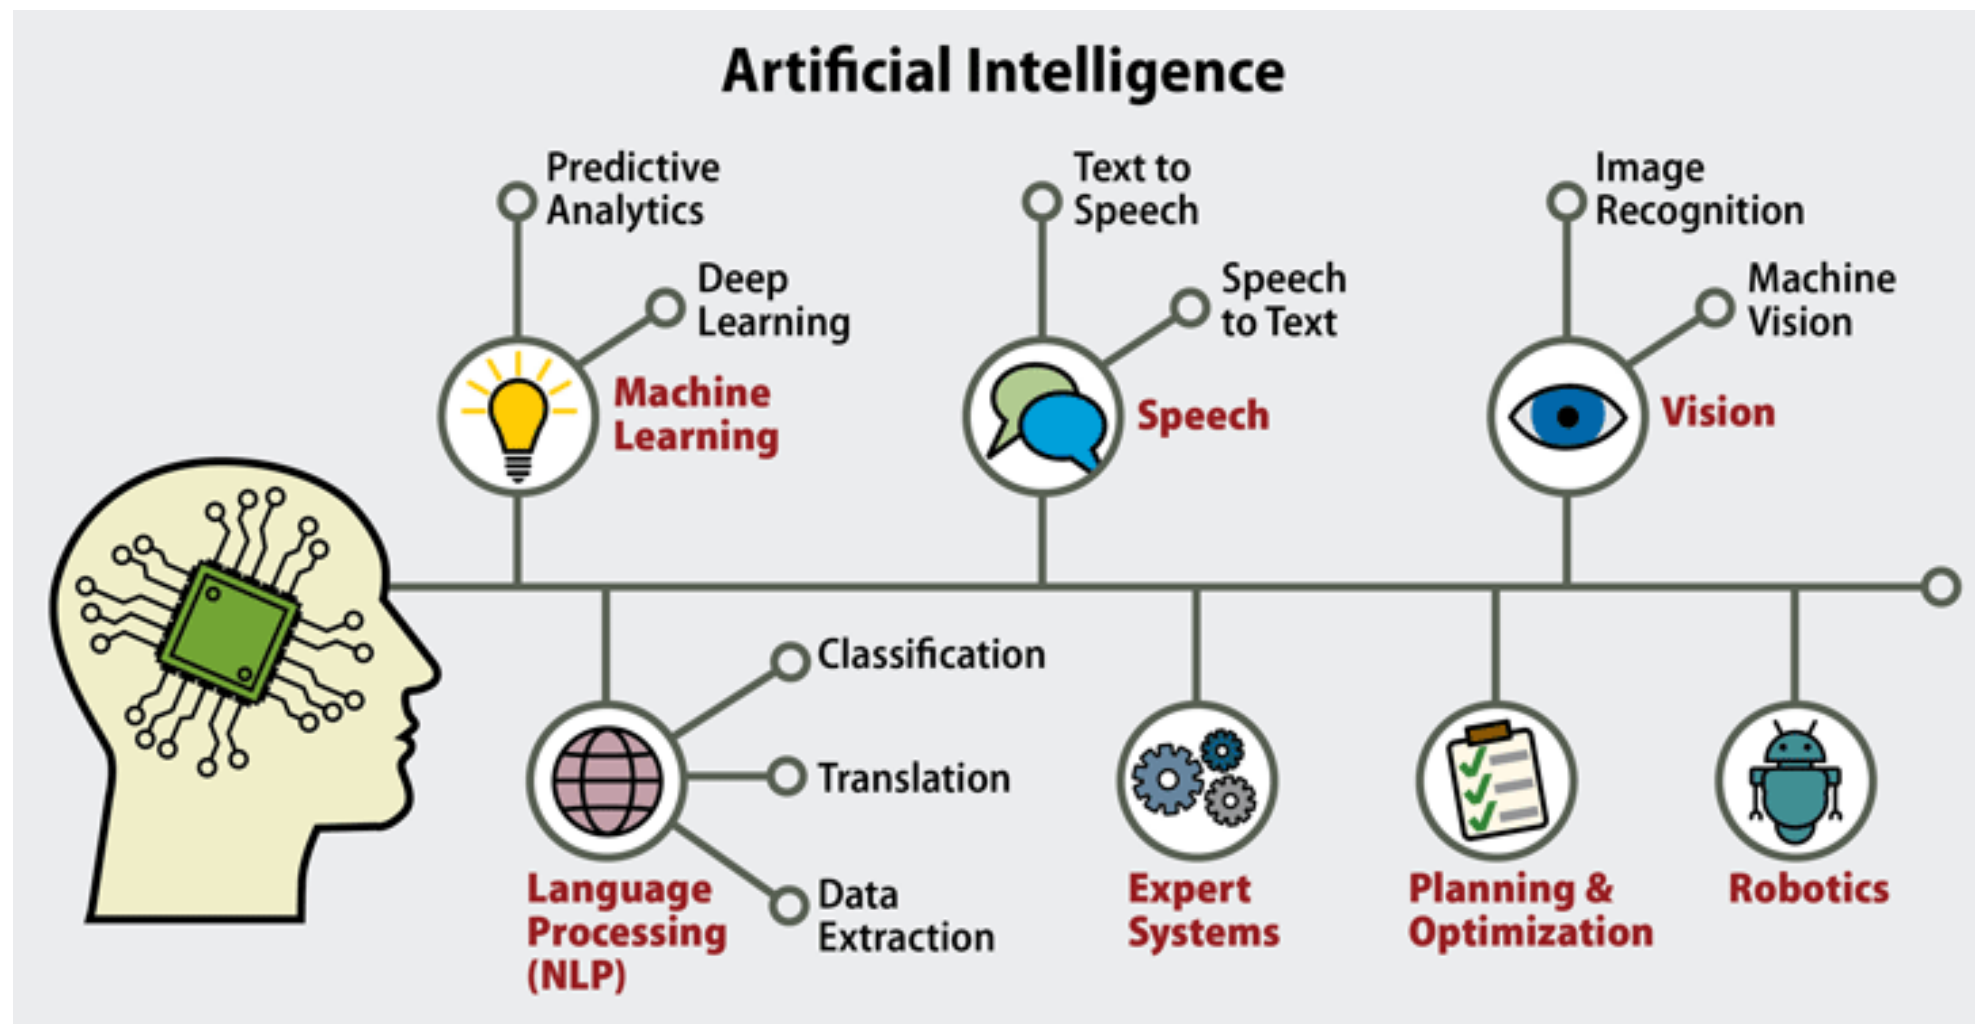 Artificial Intelligence
Predictive
Analytics
Deep
Learning
Machine
Learning
Text to
Speech
Speech
to Text
Speech
Image
Recognition
Machine
Vision
Vision
Classification
Translation
Data
Extraction
Language
Processing
(NLP)
Expert
Systems
Planning &
Optimization
Robotics